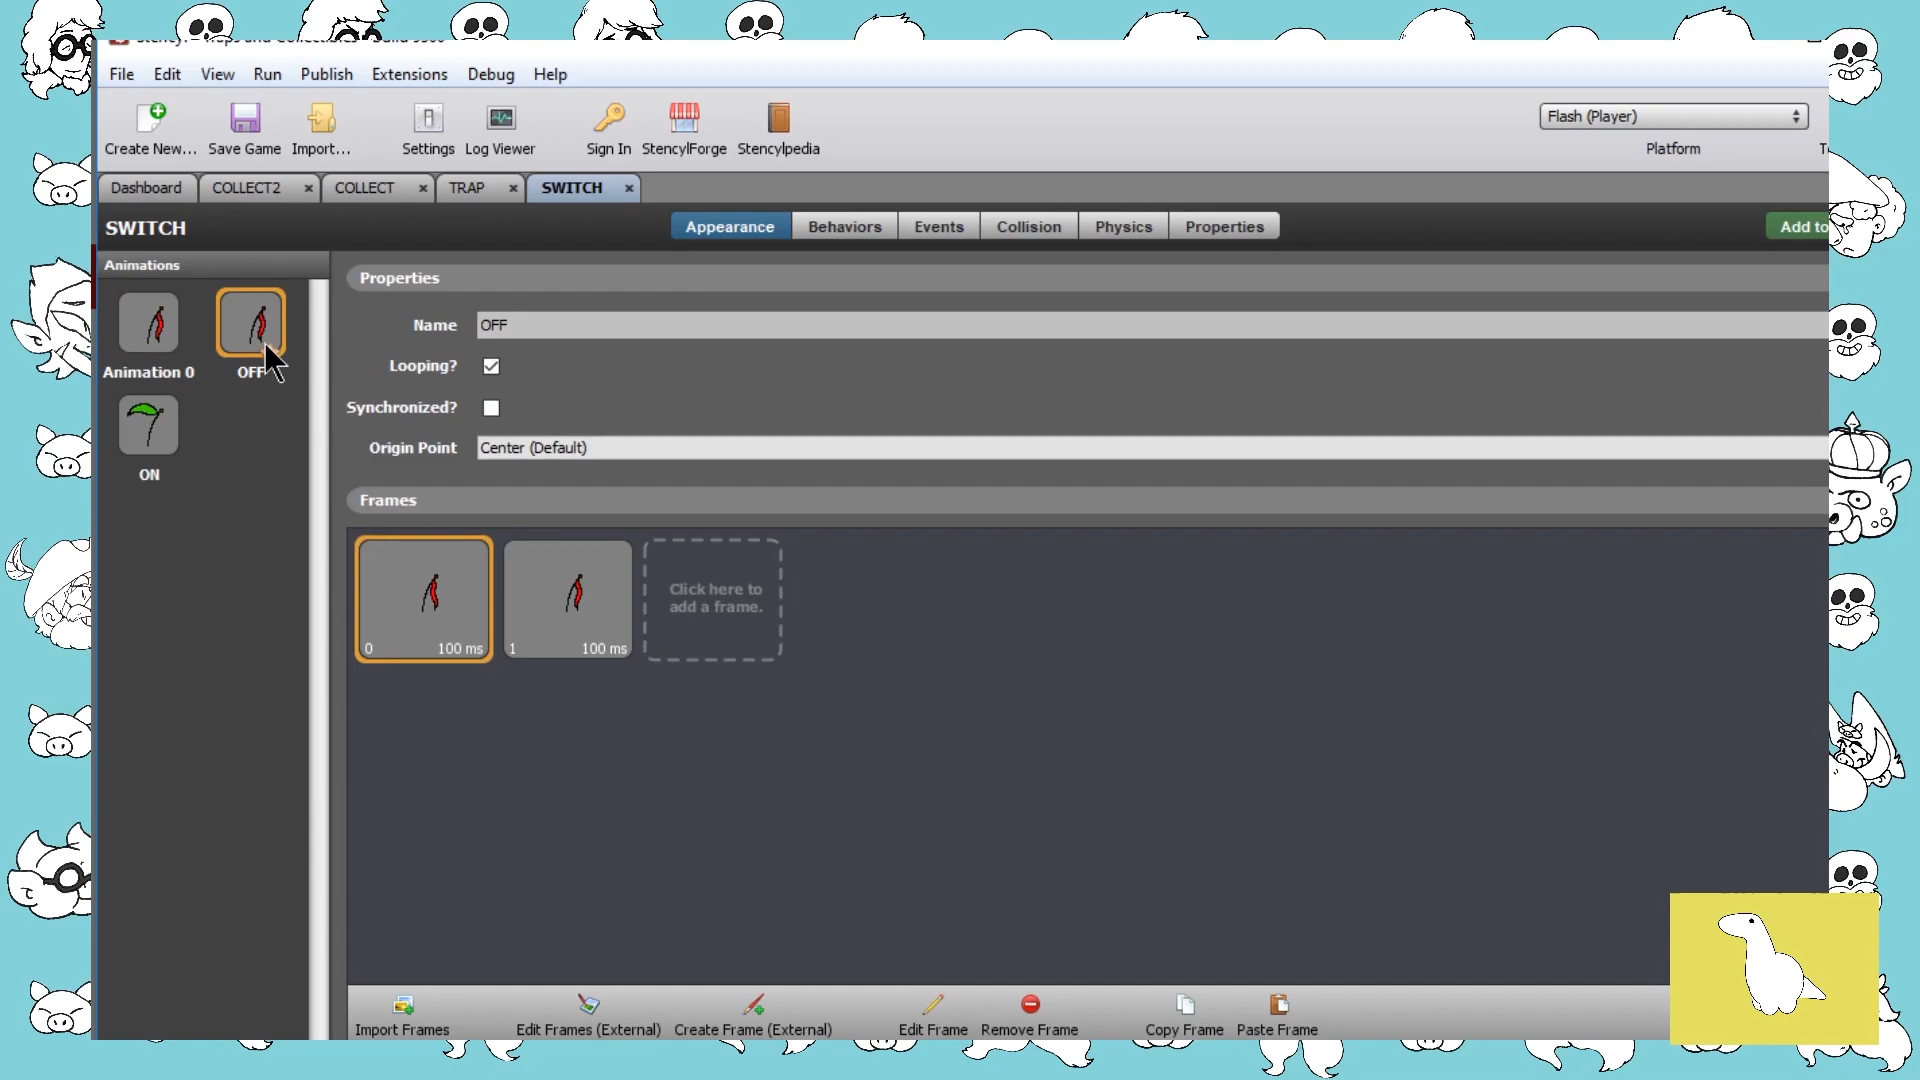 File Edit View Run Publish Extensions Debug Help
Flash (Player)
Create New... Save Game Import... Settings Log Viewer Sign In StencylForge Stencylpedia Platform
Dashboard COLLECT2 COLLECT TRAP SWITCH
SWITCH Appearance Behaviors Events Collision Physics Properties Add to
Animations
Properties
Name OFF
Looping?
Animation 0 OFF
Synchronized?
Origin Point Center (Default)
ON
Frames
Click here to
add a frame.
0 100 ms 1 100 ms
Import Frames Edit Frames (External) Create Frame (External) Edit Frame Remove Frame Copy Frame Paste Frame